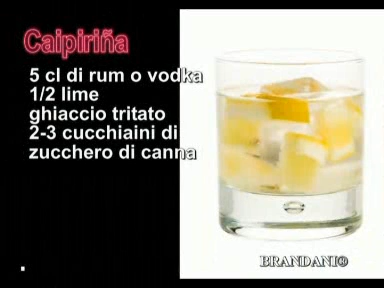 Caipiriña
5 cl di rum o vodka
1/2 lime
ghiaccio tritato
2-3 cucchiaini di
zucchero di canna
BRANDANI®